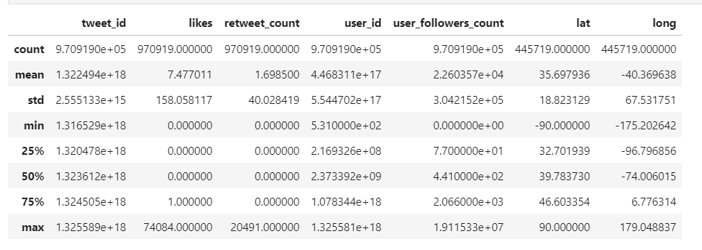 tweet_id likes retweet_count user_id user_followers_count lat long
count 9.709190e+05 970919.000000 970919.000000 9.709190e+05 9.709190e+05 445719.000000 445719.000000
mean 1.322494e+18 7.477011 1.698500 4.468311e+17 2.260357e+04 35.697936 -40.369638
std 2.555133e+15 158.058117 40.028419 5.544702e+17 3.042152e+05 18.823129 67.531751
min 1.316529e+18 0.000000 0.000000 5.310000e+02 0.000000e+00 -90.000000 -175.202642
25% 1.320478e+18 0.000000 0.000000 2.169326e+08 7.700000e+01 32.701939 -96.796856
50% 1.323612e+18 0.000000 0.000000 2.373392e+09 4.410000e+02 39.783730 -74.006015
75% 1.324505e+18 1.000000 0.000000 1.078344e+18 2.066000e+03 46.603354 6.776314
max 1.325589e+18 74084.000000 20491.000000 1.325581e+18 1.911533e+07 90.000000 179.048837